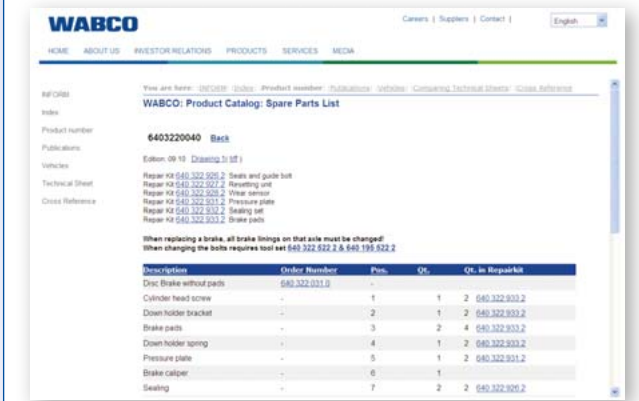 WABCO
Careers | Suppliers | Contact |
English
HOME ABOUT US INVESTOR RELATIONS PRODUCTS SERVICES MEDIA
You are here: INFORM Index Product number Publications Vehicles Comparing Technical Sheets Cross Reference
INFORM
Index
Product number
Publications
Vehicles
Technical Sheet
Cross Reference
WABCO: Product Catalog: Spare Parts List
6403220040 Back
Edition: 09.10 Drawing 1( tiff )
Repair Kit 640 322 926 2 Seals and guide bolt
Repair Kit 640 322 927 2 Resetting unit
Repair Kit 640 322 928 2 Wear sensor
Repair Kit 640 322 931 2 Pressure plate
Repair Kit 640 322 932 2 Sealing set
Repair Kit 640 322 933 2 Brake pads
When replacing a brake, all brake linings on that axle must be changed!
When changing the bolts requires tool set 640 322 522 2 & 640 195 522 2
Description Order Number Pos. Qt. Qt. in Repairkit
Disc Brake without pads 640 322 031 0 -
Cylinder head screw - 1 1 2 640 322 933 2
Down holder bracket - 2 1 2 640 322 933 2
Brake pads - 3 2 4 640 322 933 2
Down holder spring - 4 1 2 640 322 933 2
Pressure plate - 5 1 2 640 322 931 2
Brake caliper - 6 1
Sealing - 7 2 2 640 322 926 2